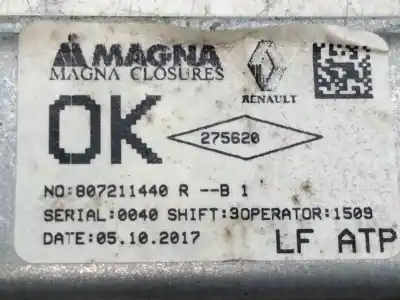 MAGNA
MAGNA CLOSURES
RENAULT
OK
275620
NO:807211440 R --B 1
SERIAL:0040 SHIFT:3OPERATOR:1509
DATE:05.10.2017
LF ATP